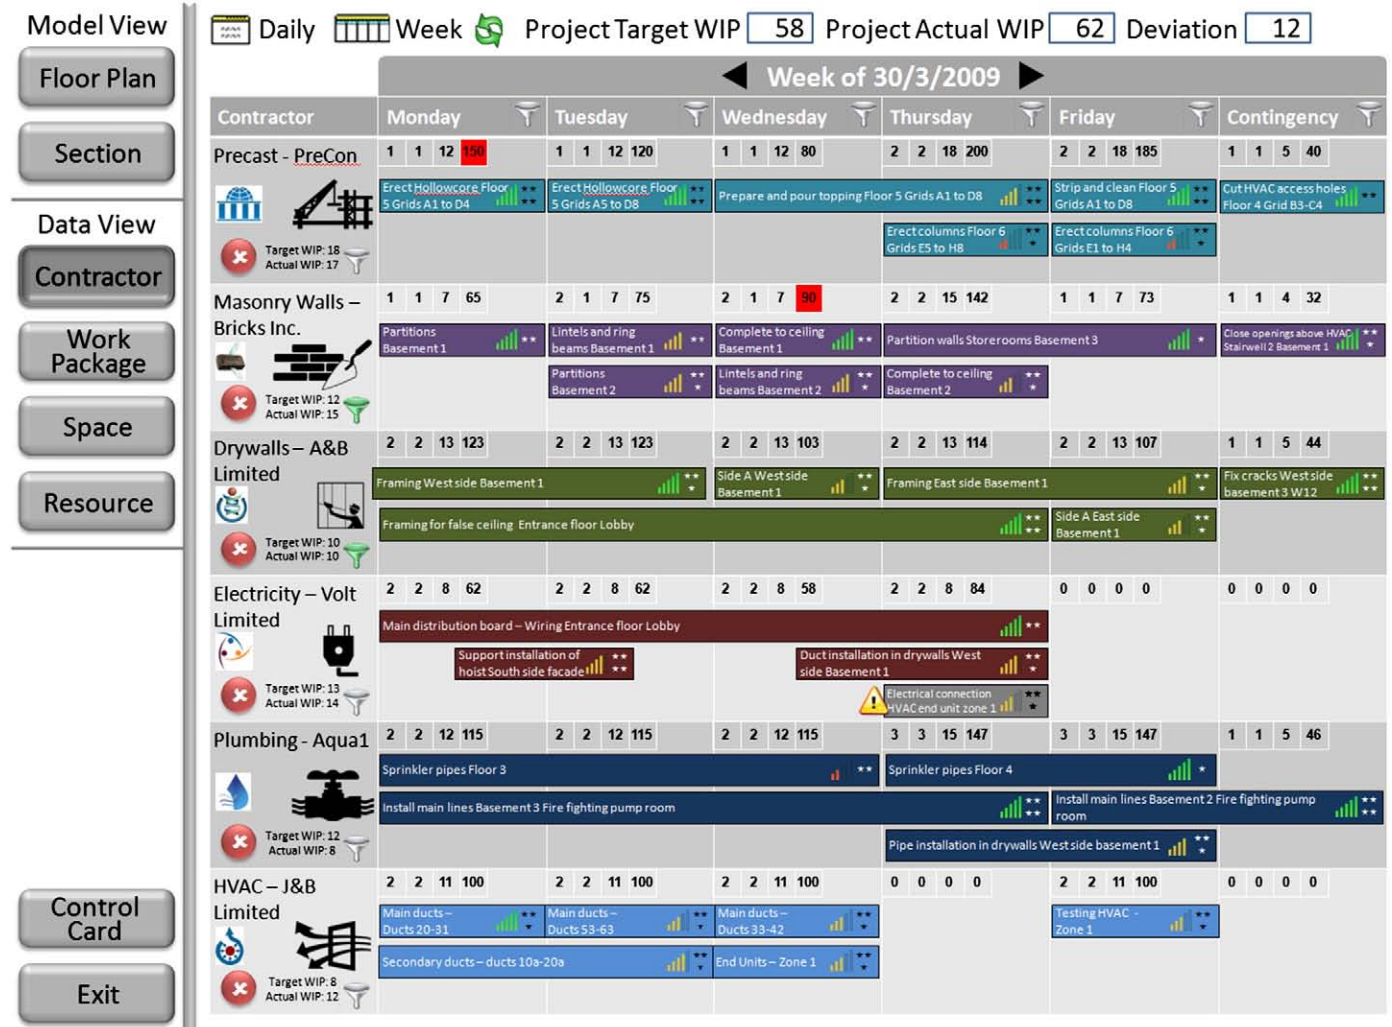 Model View
Floor Plan
Section
Data View
Contractor
Work
Package
Space
Resource
Control
Card
Exit
Daily Week Project Target WIP 58 Project Actual WIP 62 Deviation 12
Week of 30/3/2009
Contractor Monday Tuesday Wednesday Thursday Friday Contingency
Precast - PreCon
1 1 12 150 1 1 12 120 1 1 12 80 2 2 18 200 2 2 18 185 1 1 5 40
Erect Hollowcore Floor
5 Grids A1 to D4
Erect Hollowcore Floor
5 Grids A5 to D8
Prepare and pour topping Floor 5 Grids A1 to D8
Strip and clean Floor 5
Grids A1 to D8
Cut HVAC access holes
Floor 4 Grid B3-C4
Erect columns Floor 6
Grids E5 to H8
Erect columns Floor 6
Grids E1 to H4
Target WIP: 18
Actual WIP: 17
Masonry Walls –
Bricks Inc.
1 1 7 65 2 1 7 75 2 1 7 90 2 2 15 142 1 1 7 73 1 1 4 32
Partitions
Basement 1
Lintels and ring
beams Basement 1
Complete to ceiling
Basement 1
Partition walls Storerooms Basement 3
Close openings above HVAC
Stairwell 2 Basement 1
Partitions
Basement 2
Lintels and ring
beams Basement 2
Complete to ceiling
Basement 2
Target WIP: 12
Actual WIP: 15
Drywalls – A&B
Limited
2 2 13 123 2 2 13 123 2 2 13 103 2 2 13 114 2 2 13 107 1 1 5 44
Framing West side Basement 1
Side A West side
Basement 1
Framing East side Basement 1
Fix cracks West side
basement 3 W12
Framing for false ceiling Entrance floor Lobby
Side A East side
Basement 1
Target WIP: 10
Actual WIP: 10
Electricity – Volt
Limited
2 2 8 62 2 2 8 62 2 2 8 58 2 2 8 84 0 0 0 0 0 0 0 0
Main distribution board – Wiring Entrance floor Lobby
Support installation of
hoist South side facade
Duct installation in drywalls West
side Basement 1
Electrical connection
HVAC end unit zone 1
Target WIP: 13
Actual WIP: 14
Plumbing - Aqua1
2 2 12 115 2 2 12 115 2 2 12 115 3 3 15 147 3 3 15 147 1 1 5 46
Sprinkler pipes Floor 3
Sprinkler pipes Floor 4
Install main lines Basement 3 Fire fighting pump room
Install main lines Basement 2 Fire fighting pump
room
Pipe installation in drywalls West side basement 1
Target WIP: 12
Actual WIP: 8
HVAC – J&B
Limited
2 2 11 100 2 2 11 100 2 2 11 100 0 0 0 0 2 2 11 100 0 0 0 0
Main ducts –
Ducts 20-31
Main ducts –
Ducts 53-63
Main ducts –
Ducts 33-42
Testing HVAC -
Zone 1
Secondary ducts – ducts 10a-20a
End Units – Zone 1
Target WIP: 8
Actual WIP: 12